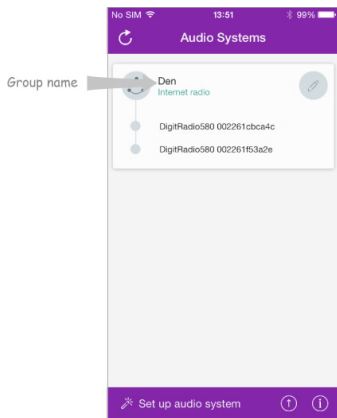 No SIM 13:51 99%
Audio Systems
Group name
Den
Internet radio
DigitRadio580 002261cbca4c
DigitRadio580 002261f53a2e
Set up audio system